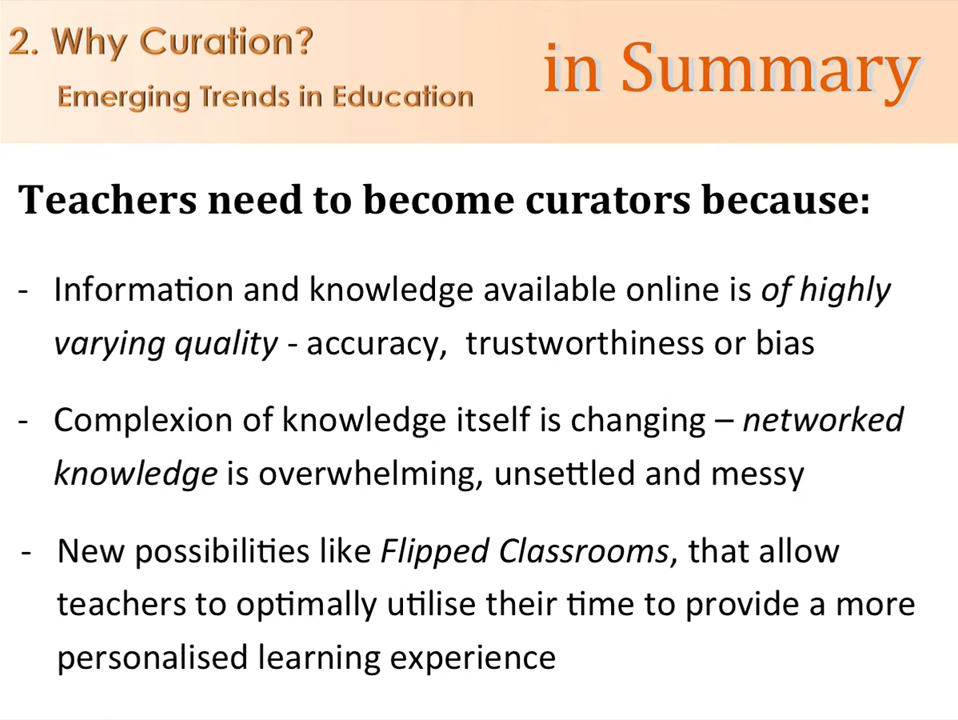 2. Why Curation?
Emerging Trends in Education
in Summary
Teachers need to become curators because:
- Information and knowledge available online is of highly
varying quality - accuracy,  trustworthiness or bias
- Complexion of knowledge itself is changing – networked
knowledge is overwhelming, unsettled and messy
- New possibilities like Flipped Classrooms, that allow
teachers to optimally utilise their time to provide a more
personalised learning experience